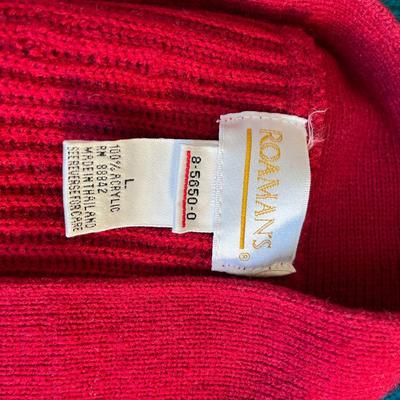 ROAMAN'S®
8-5650-0
L
100% ACRYLIC
RN 88842
MADE IN THAILAND
SEE REVERSE FOR CARE